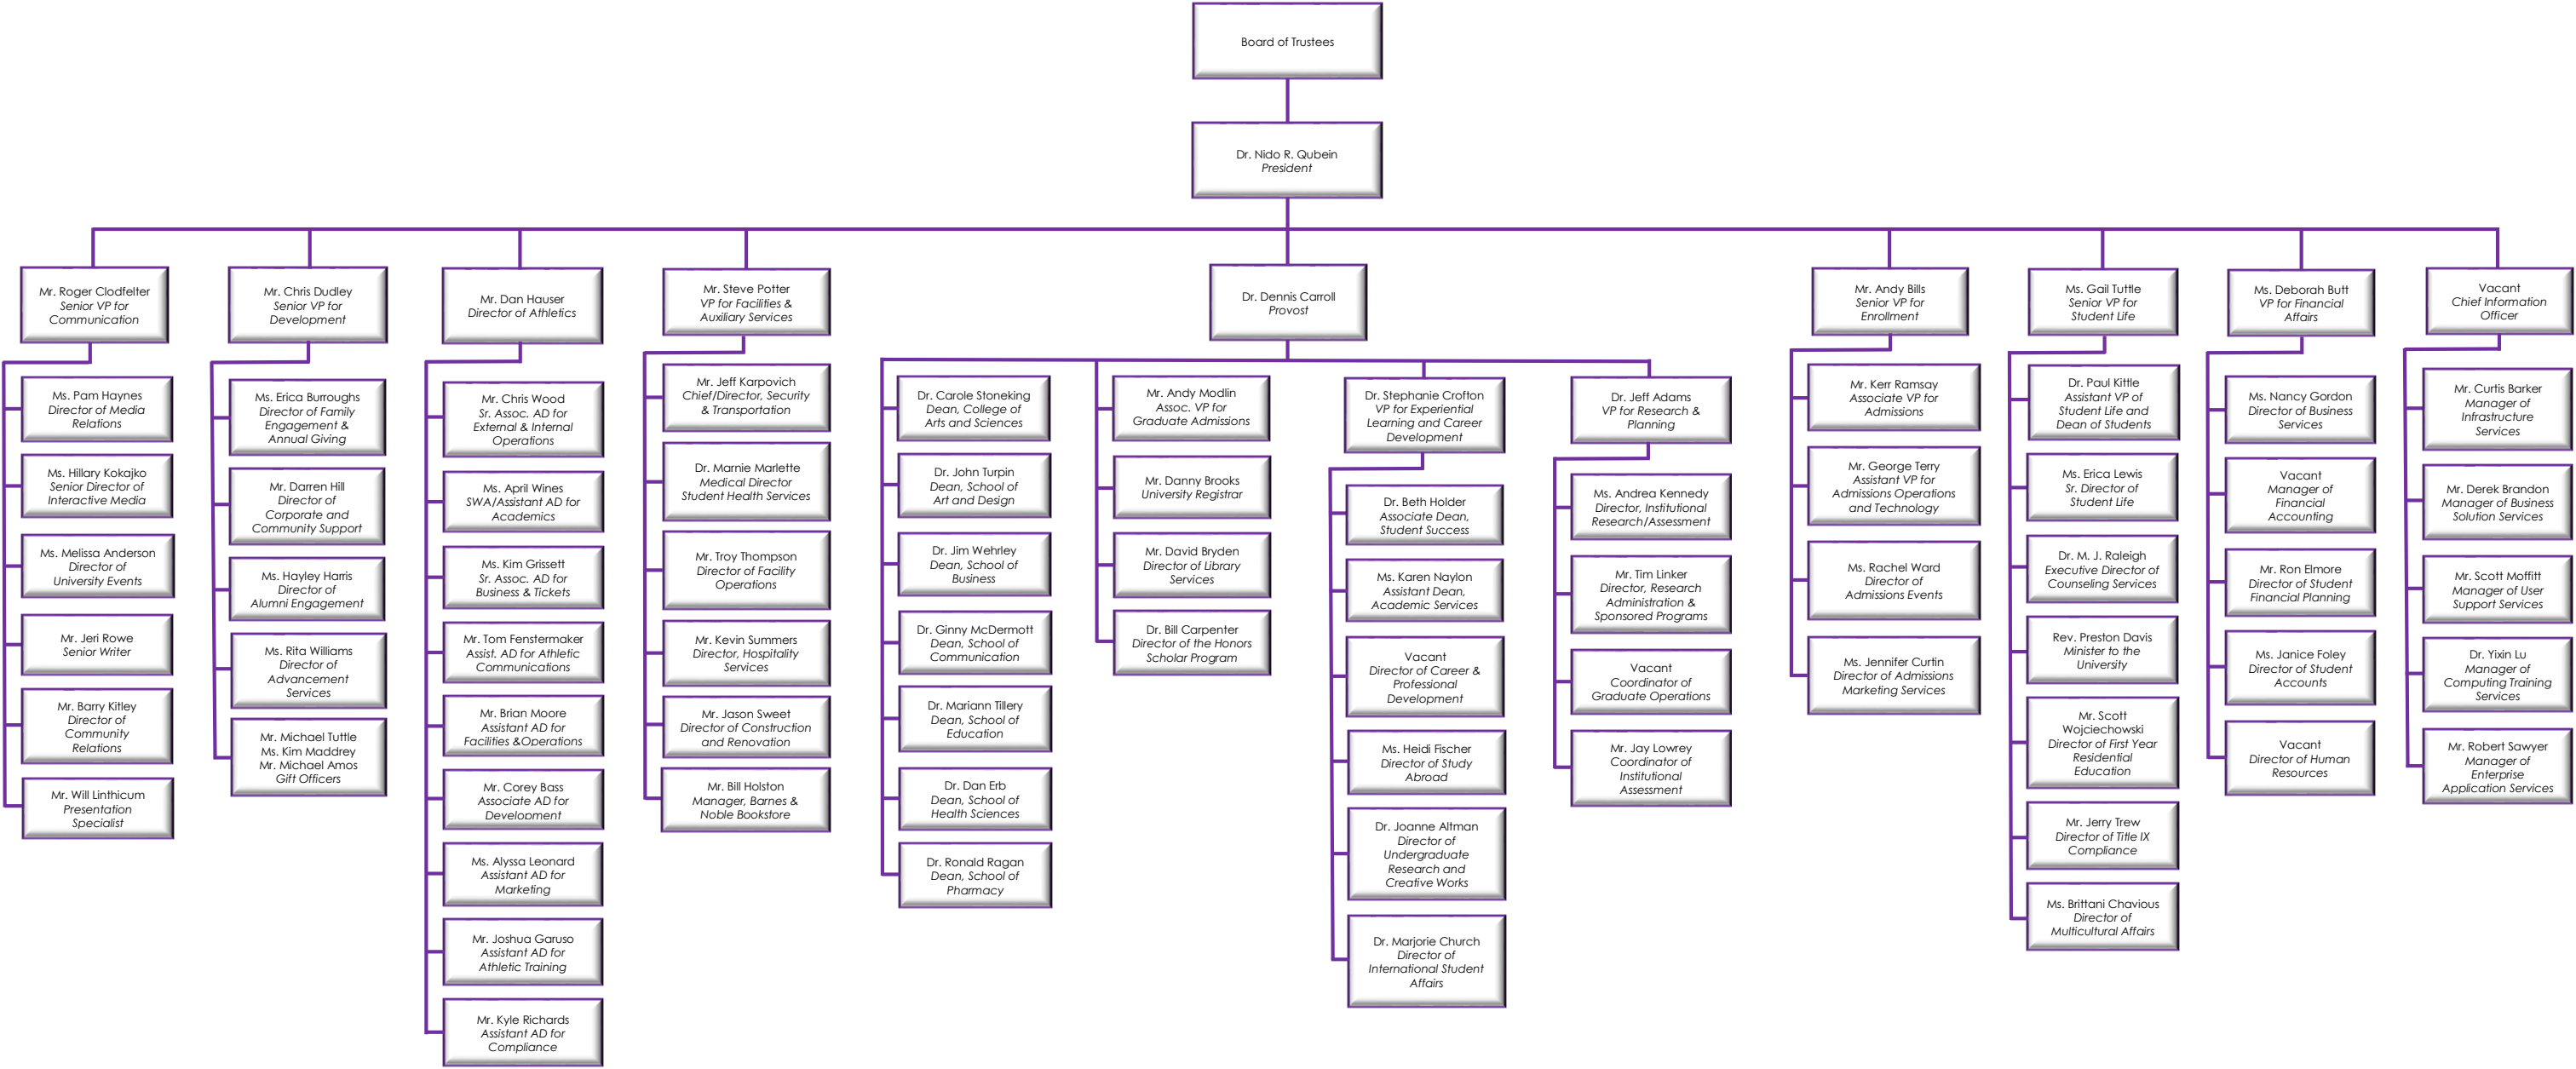 Board of Trustees
Dr. Nido R. Qubein
President
Mr. Roger Clodfelter
Senior VP for
Communication
Ms. Pam Haynes
Director of Media
Relations
Ms. Hillary Kokajko
Senior Director of
Interactive Media
Ms. Melissa Anderson
Director of
University Events
Mr. Jeri Rowe
Senior Writer
Mr. Barry Kitley
Director of
Community
Relations
Mr. Will Linthicum
Presentation
Specialist
Mr. Chris Dudley
Senior VP for
Development
Ms. Erica Burroughs
Director of Family
Engagement &
Annual Giving
Mr. Darren Hill
Director of
Corporate and
Community Support
Ms. Hayley Harris
Director of
Alumni Engagement
Ms. Rita Williams
Director of
Advancement
Services
Mr. Michael Tuttle
Ms. Kim Maddrey
Mr. Michael Amos
Gift Officers
Mr. Dan Hauser
Director of Athletics
Mr. Chris Wood
Sr. Assoc. AD for
External & Internal
Operations
Ms. April Wines
SWA/Assistant AD for
Academics
Ms. Kim Grissett
Sr. Assoc. AD for
Business & Tickets
Mr. Tom Fenstermaker
Assist. AD for Athletic
Communications
Mr. Brian Moore
Assistant AD for
Facilities &Operations
Mr. Corey Bass
Associate AD for
Development
Ms. Alyssa Leonard
Assistant AD for
Marketing
Mr. Joshua Garuso
Assistant AD for
Athletic Training
Mr. Kyle Richards
Assistant AD for
Compliance
Mr. Steve Potter
VP for Facilities &
Auxiliary Services
Mr. Jeff Karpovich
Chief/Director, Security
& Transportation
Dr. Marnie Marlette
Medical Director
Student Health Services
Mr. Troy Thompson
Director of Facility
Operations
Mr. Kevin Summers
Director, Hospitality
Services
Mr. Jason Sweet
Director of Construction
and Renovation
Mr. Bill Holston
Manager, Barnes &
Noble Bookstore
Dr. Dennis Carroll
Provost
Dr. Carole Stoneking
Dean, College of
Arts and Sciences
Dr. John Turpin
Dean, School of
Art and Design
Dr. Jim Wehrley
Dean, School of
Business
Dr. Ginny McDermott
Dean, School of
Communication
Dr. Mariann Tillery
Dean, School of
Education
Dr. Dan Erb
Dean, School of
Health Sciences
Dr. Ronald Ragan
Dean, School of
Pharmacy
Mr. Andy Modlin
Assoc. VP for
Graduate Admissions
Mr. Danny Brooks
University Registrar
Mr. David Bryden
Director of Library
Services
Dr. Bill Carpenter
Director of the Honors
Scholar Program
Dr. Stephanie Crofton
VP for Experiential
Learning and Career
Development
Dr. Beth Holder
Associate Dean,
Student Success
Ms. Karen Naylon
Assistant Dean,
Academic Services
Vacant
Director of Career &
Professional
Development
Ms. Heidi Fischer
Director of Study
Abroad
Dr. Joanne Altman
Director of
Undergraduate
Research and
Creative Works
Dr. Marjorie Church
Director of
International Student
Affairs
Dr. Jeff Adams
VP for Research &
Planning
Ms. Andrea Kennedy
Director, Institutional
Research/Assessment
Mr. Tim Linker
Director, Research
Administration &
Sponsored Programs
Vacant
Coordinator of
Graduate Operations
Mr. Jay Lowrey
Coordinator of
Institutional
Assessment
Mr. Andy Bills
Senior VP for
Enrollment
Mr. Kerr Ramsay
Associate VP for
Admissions
Mr. George Terry
Assistant VP for
Admissions Operations
and Technology
Ms. Rachel Ward
Director of
Admissions Events
Ms. Jennifer Curtin
Director of Admissions
Marketing Services
Ms. Gail Tuttle
Senior VP for
Student Life
Dr. Paul Kittle
Assistant VP of
Student Life and
Dean of Students
Ms. Erica Lewis
Sr. Director of
Student Life
Dr. M. J. Raleigh
Executive Director of
Counseling Services
Rev. Preston Davis
Minister to the
University
Mr. Scott
Wojciechowski
Director of First Year
Residential
Education
Mr. Jerry Trew
Director of Title IX
Compliance
Ms. Brittani Chavious
Director of
Multicultural Affairs
Ms. Deborah Butt
VP for Financial
Affairs
Ms. Nancy Gordon
Director of Business
Services
Vacant
Manager of
Financial
Accounting
Mr. Ron Elmore
Director of Student
Financial Planning
Ms. Janice Foley
Director of Student
Accounts
Vacant
Director of Human
Resources
Vacant
Chief Information
Officer
Mr. Curtis Barker
Manager of
Infrastructure
Services
Mr. Derek Brandon
Manager of Business
Solution Services
Mr. Scott Moffitt
Manager of User
Support Services
Dr. Yixin Lu
Manager of
Computing Training
Services
Mr. Robert Sawyer
Manager of
Enterprise
Application Services